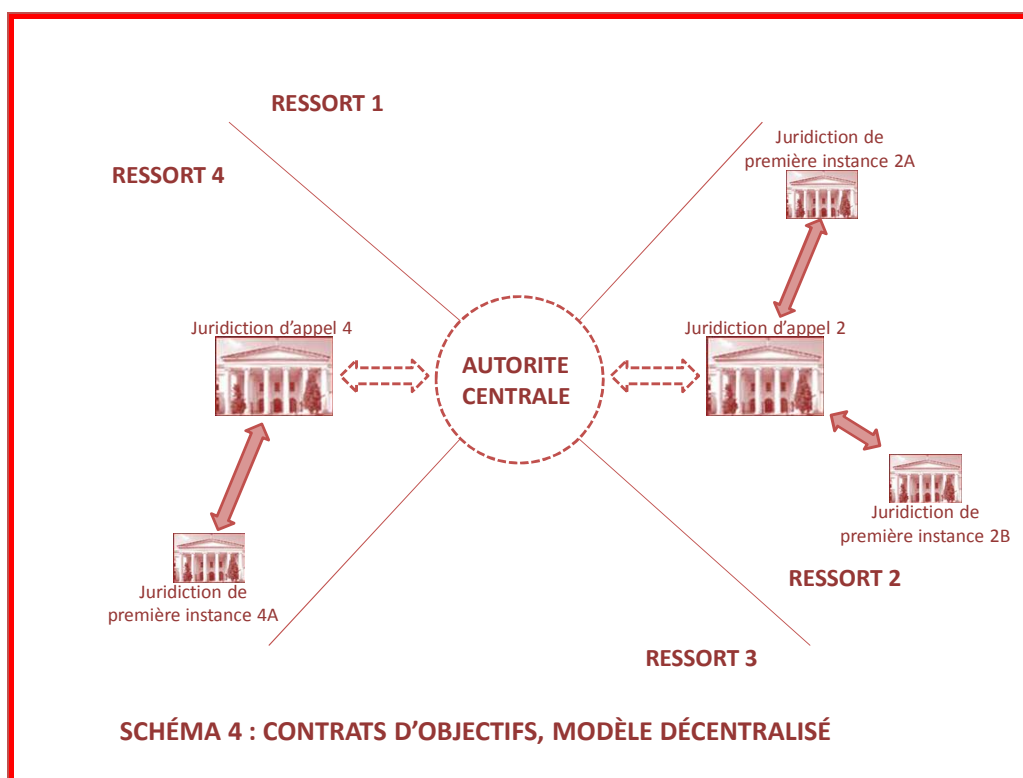 RESSORT 1
RESSORT 4
Juridiction de
première instance 2A
Juridiction d'appel 4
Juridiction d'appel 2
AUTORITE
CENTRALE
Juridiction de
première instance 2B
Juridiction de
première instance 4A
RESSORT 2
RESSORT 3
SCHÉMA 4 : CONTRATS D'OBJECTIFS, MODÈLE DÉCENTRALISÉ